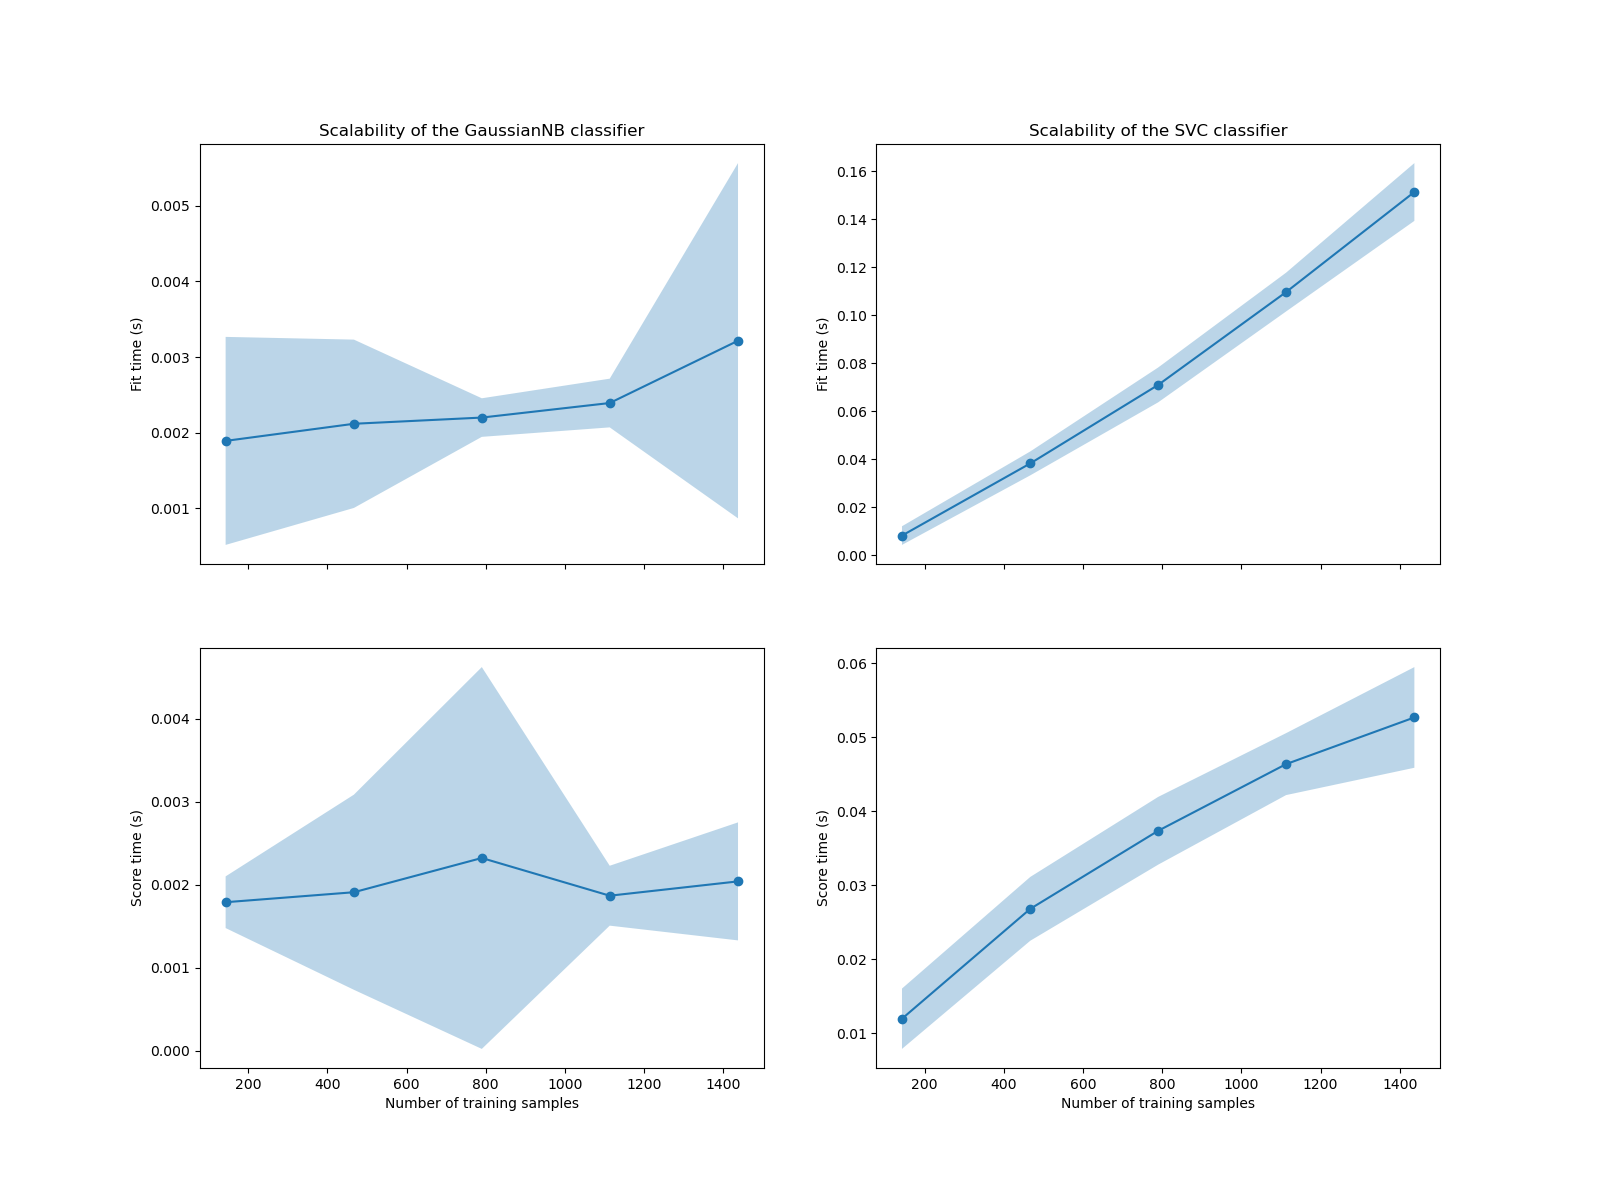 Scalability of the GaussianNB classifier
Fit time (s)
0.005
0.004
0.003
0.002
0.001
Scalability of the SVC classifier
Fit time (s)
0.16
0.14
0.12
0.10
0.08
0.06
0.04
0.02
0.00
Score time (s)
0.004
0.003
0.002
0.001
0.000
200 400 600 800 1000 1200 1400
Number of training samples
Score time (s)
0.06
0.05
0.04
0.03
0.02
0.01
200 400 600 800 1000 1200 1400
Number of training samples